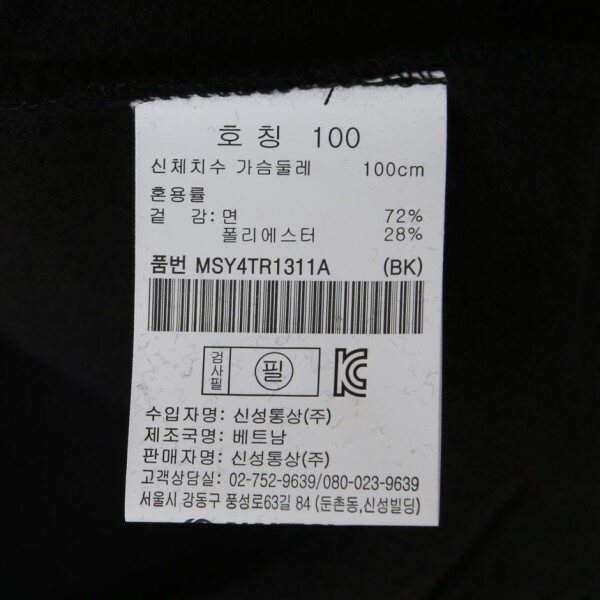 호 칭 100
신체치수 가슴둘레 100cm
혼용률
겉 감: 면 72%
폴리에스터 28%
품번 MSY4TR1311A (BK)
검사필 필 KC
수입자명: 신성통상(주)
제조국명: 베트남
판매자명: 신성통상(주)
고객상담실: 02-752-9639/080-023-9639
서울시 강동구 풍성로63길 84 (둔촌동,신성빌딩)